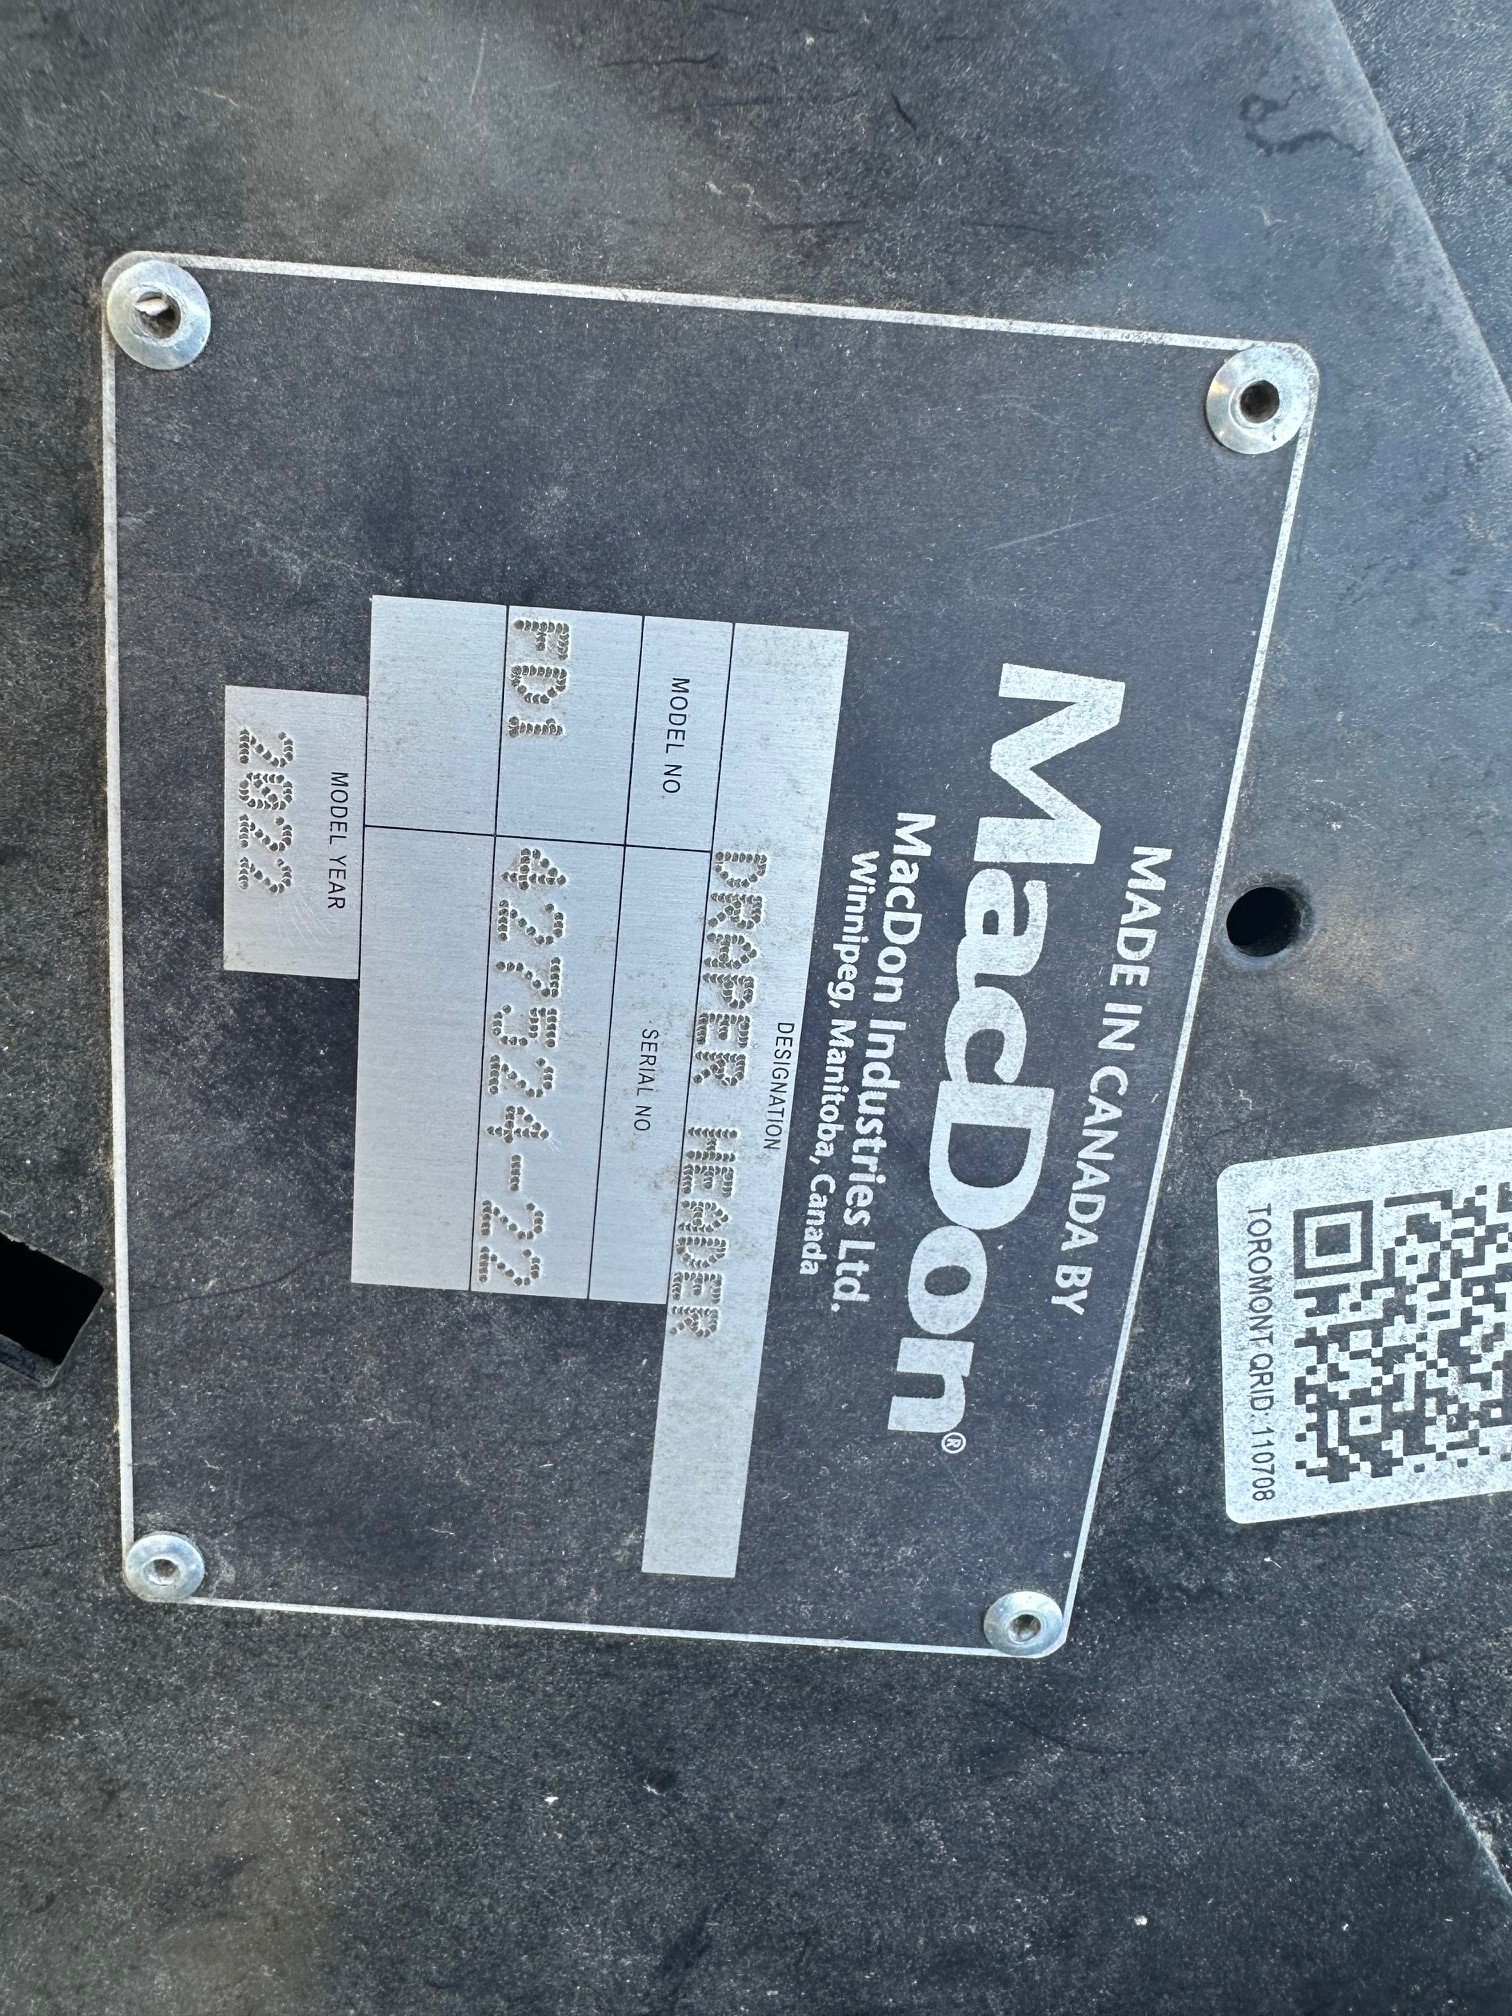 MADE IN CANADA BY
MacDon®
MacDon Industries Ltd.
Winnipeg, Manitoba, Canada
DESIGNATION
DRAPER HEADER
MODEL NO
SERIAL NO
FD1
427524-22
MODEL YEAR
2022
TOROMONT QRID: 110708